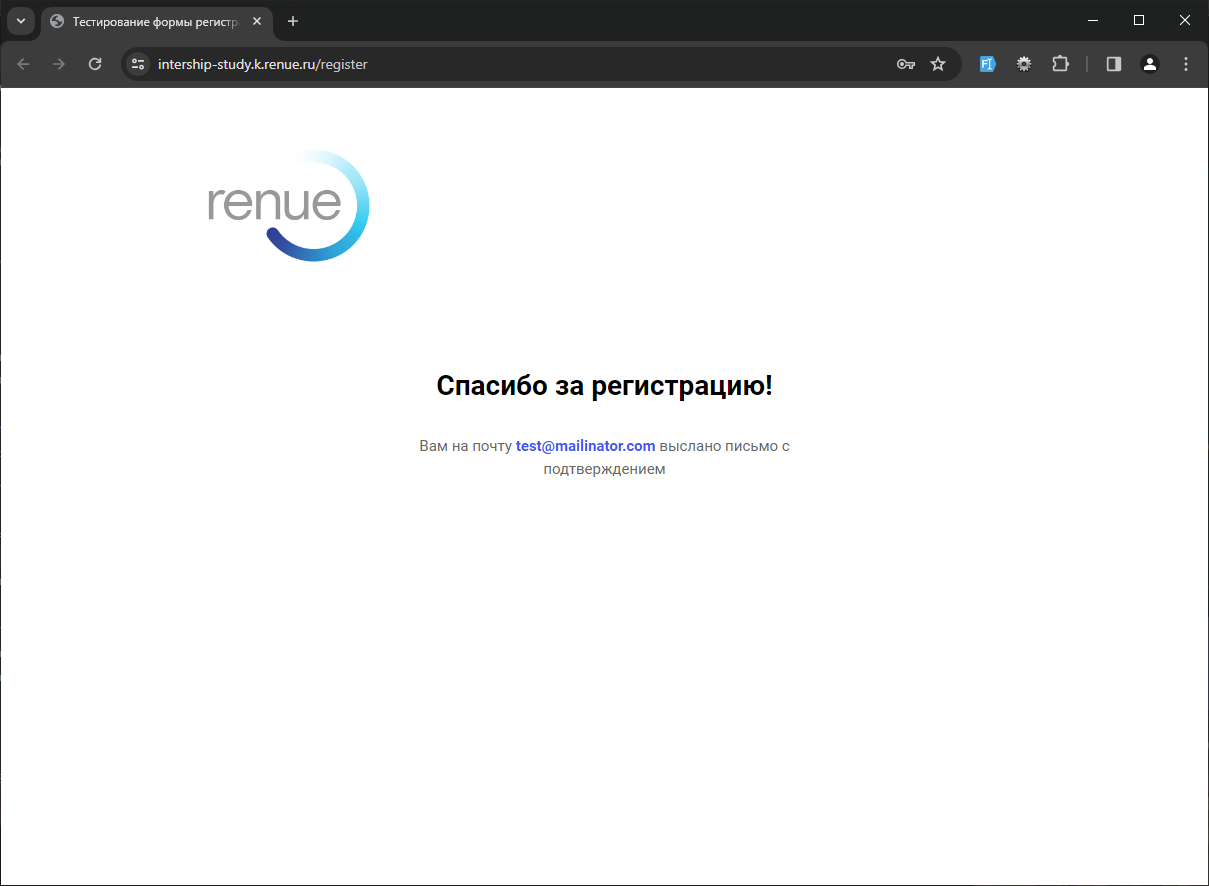 Тестирование формы регистр
intership-study.k.renue.ru/register
renue
Спасибо за регистрацию!
Вам на почту test@mailinator.com выслано письмо с
подтверждением